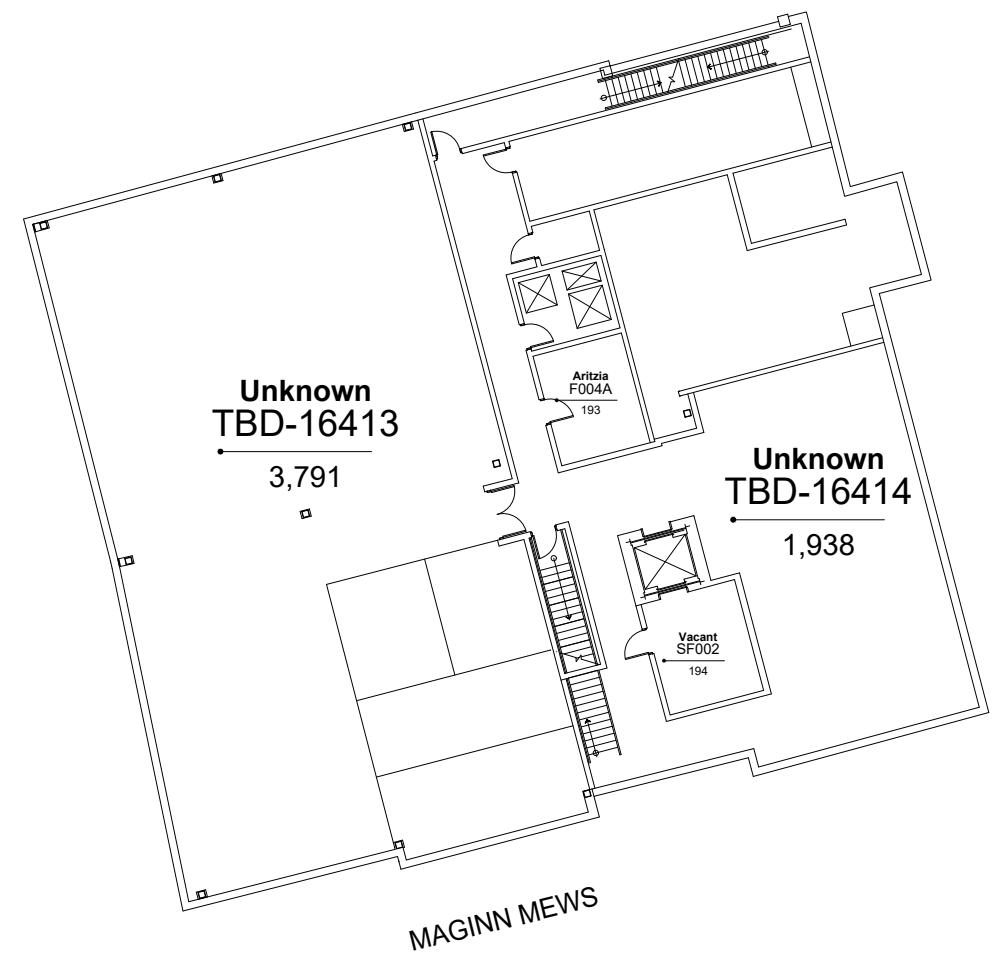 Unknown
TBD-16413
3,791
Aritzia
F004A
193
Unknown
TBD-16414
1,938
Vacant
SF002
194
MAGINN MEWS